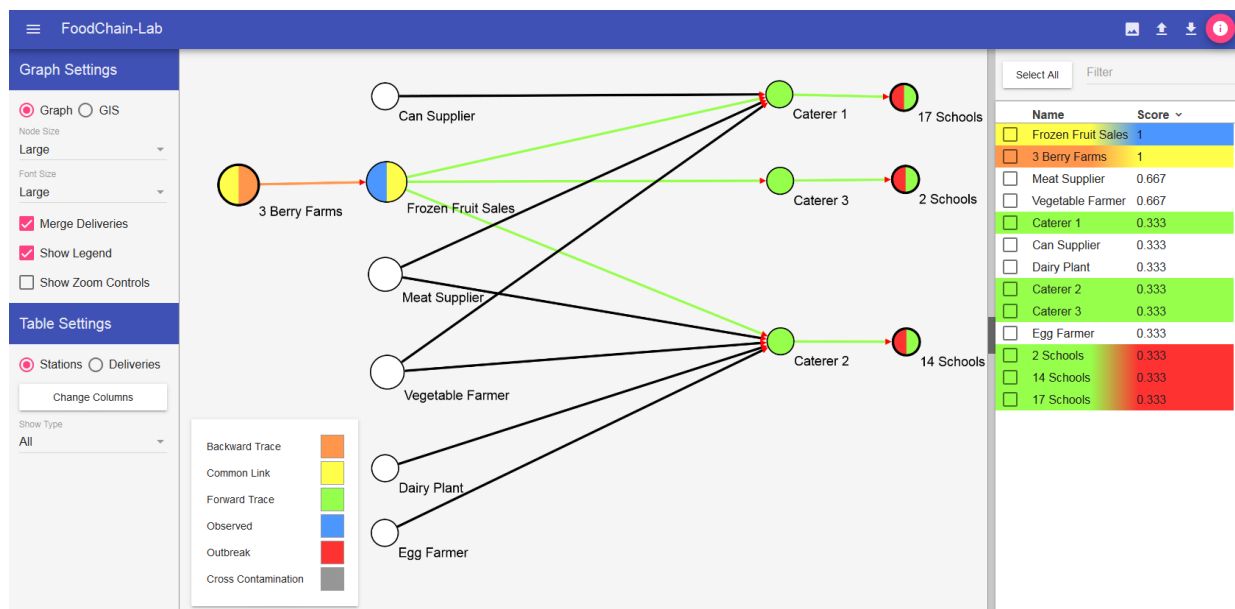 FoodChain-Lab
Graph Settings
Graph GIS
Node Size
Large
Font Size
Large
Merge Deliveries
Show Legend
Show Zoom Controls
Table Settings
Stations Deliveries
Change Columns
Show Type
All
Can Supplier
Caterer 1
17 Schools
3 Berry Farms
Frozen Fruit Sales
Caterer 3
2 Schools
Meat Supplier
Vegetable Farmer
Caterer 2
14 Schools
Dairy Plant
Egg Farmer
Backward Trace
Common Link
Forward Trace
Observed
Outbreak
Cross Contamination
Select All Filter
Name Score
Frozen Fruit Sales 1
3 Berry Farms 1
Meat Supplier 0.667
Vegetable Farmer 0.667
Caterer 1 0.333
Can Supplier 0.333
Dairy Plant 0.333
Caterer 2 0.333
Caterer 3 0.333
Egg Farmer 0.333
2 Schools 0.333
14 Schools 0.333
17 Schools 0.333